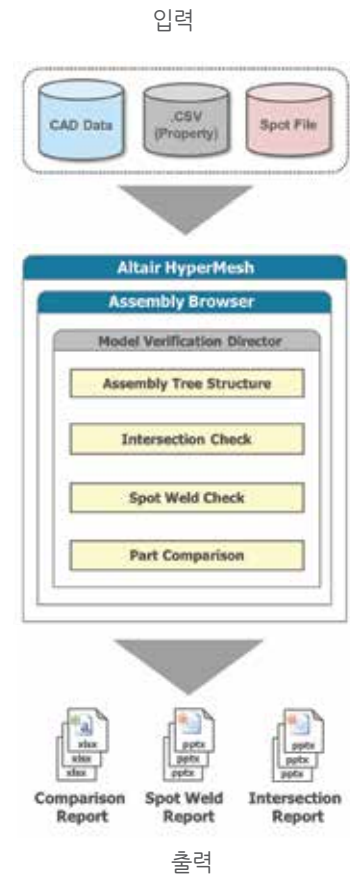 입력
CAD Data
.CSV
(Property)
Spot File
Altair HyperMesh
Assembly Browser
Model Verification Director
Assembly Tree Structure
Intersection Check
Spot Weld Check
Part Comparison
xlsx
xlsx
xlsx
pptx
pptx
pptx
pptx
pptx
pptx
Comparison
Report
Spot Weld
Report
Intersection
Report
출력